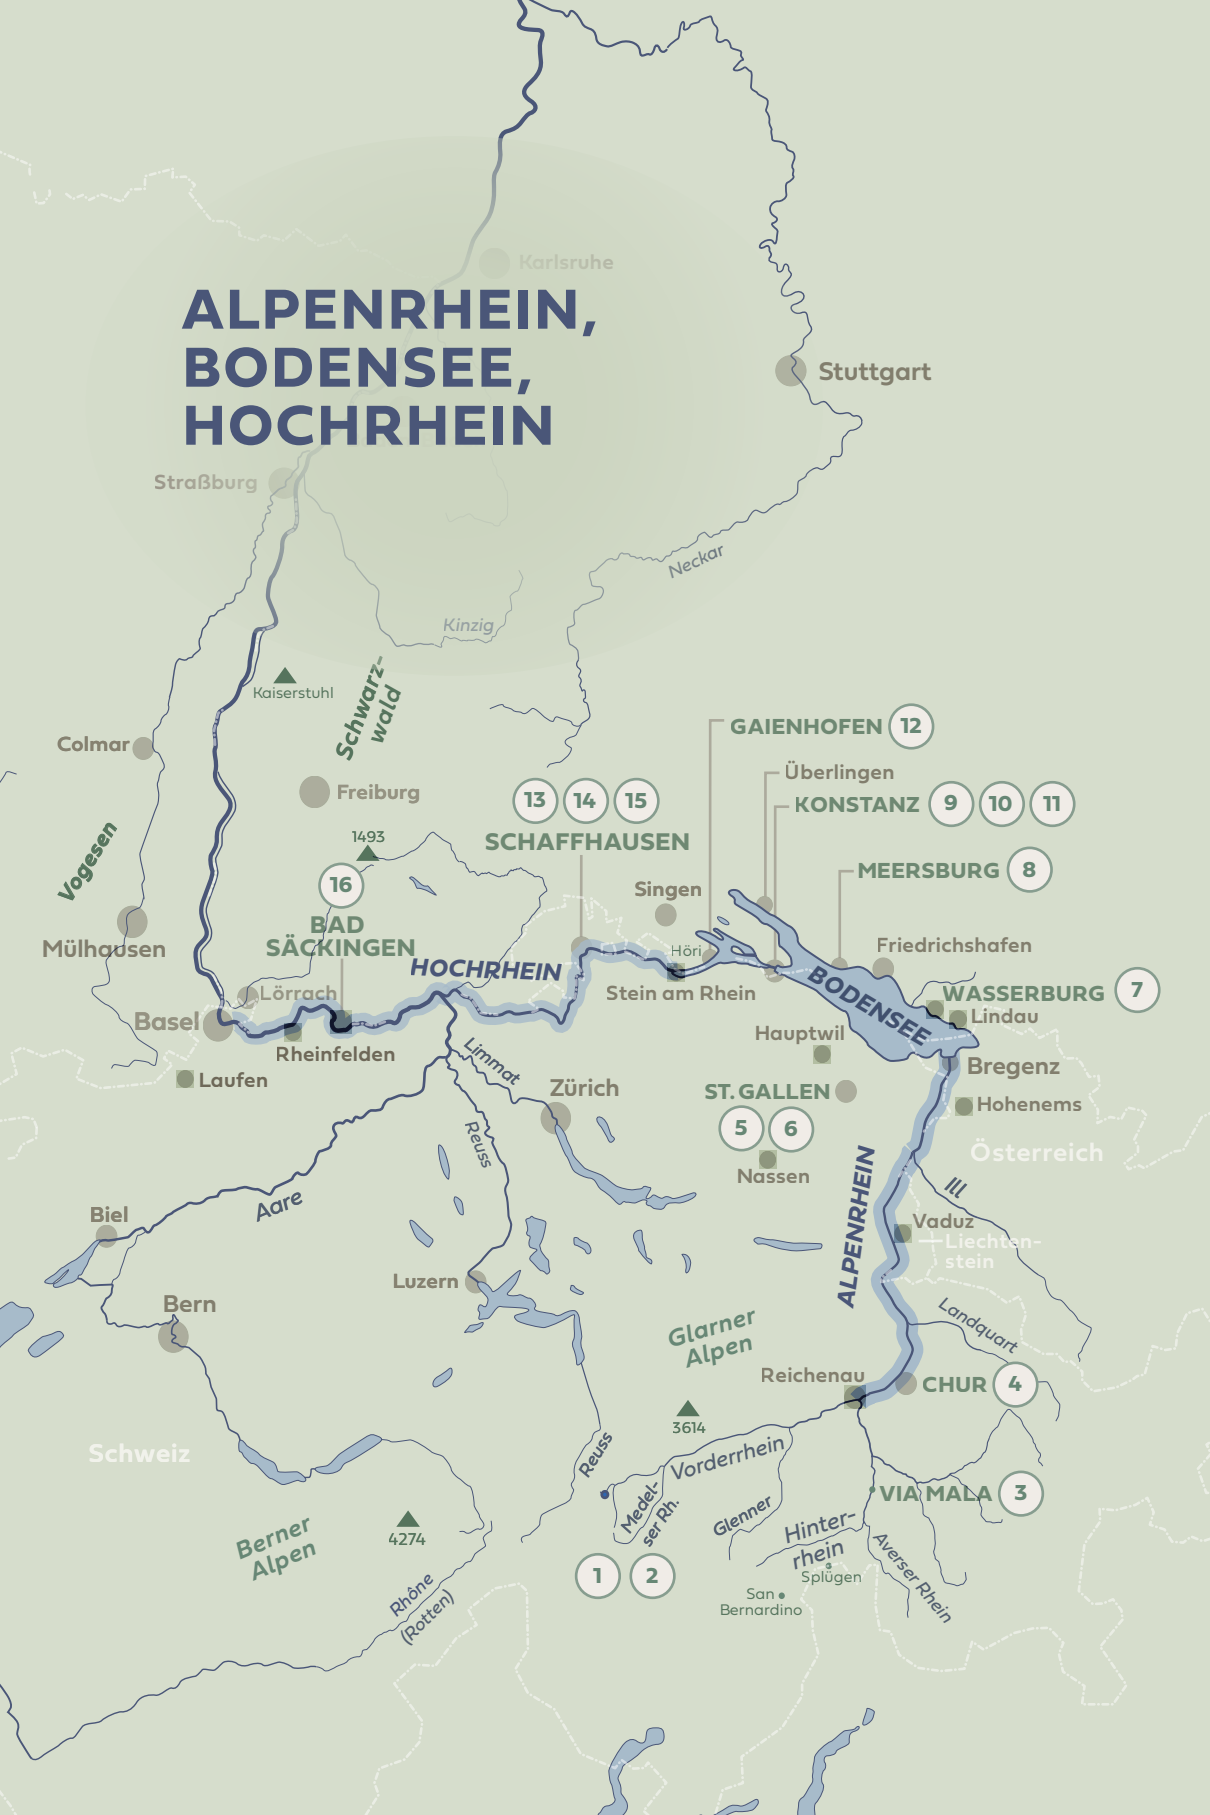 Karlsruhe
ALPENRHEIN,
BODENSEE,
HOCHRHEIN
Stuttgart
Straßburg
Neckar
Kinzig
Kaiserstuhl
Schwarz-
wald
GAIENHOFEN 12
Colmar
Überlingen
Freiburg
13 14 15
KONSTANZ 9 10 11
1493
SCHAFFHAUSEN
Vogesen
16
MEERSBURG 8
Singen
BAD
SÄCKINGEN
Mülhausen
Höri
Friedrichshafen
HOCHRHEIN
Stein am Rhein
BODENSEE
WASSERBURG 7
Lörrach
Lindau
Basel
Hauptwil
Rheinfelden
Limmat
Bregenz
Laufen
Zürich
ST. GALLEN
Hohenems
5 6
Reuss
Österreich
Nassen
ALPENRHEIN
Ill
Aare
Biel
Vaduz
Liechten-
stein
Luzern
Bern
Landquart
Glarner
Alpen
Reichenau
CHUR 4
3614
Schweiz
Reuss
Vorderrhein
VIA MALA 3
Medel-
ser Rh.
Glenner
Hinter-
rhein
Berner
Alpen
4274
Averser Rhein
1 2
Splügen
San
Bernardino
Rhône
(Rotten)